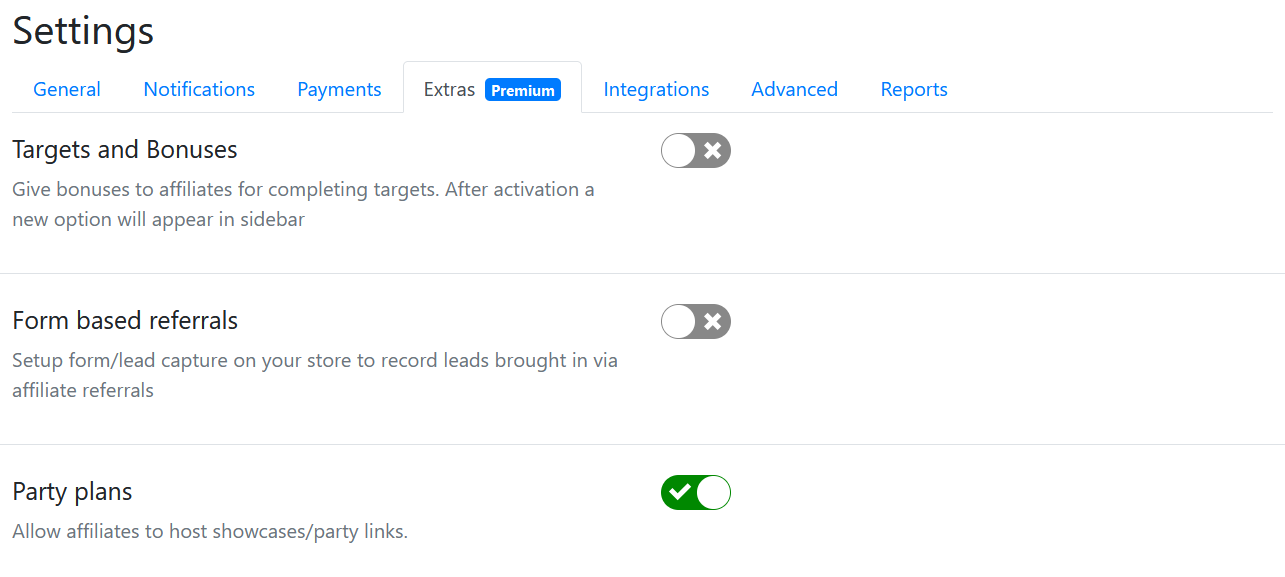 Settings
General Notifications Payments Extras Premium Integrations Advanced Reports
Targets and Bonuses
Give bonuses to affiliates for completing targets. After activation a
new option will appear in sidebar
Form based referrals
Setup form/lead capture on your store to record leads brought in via
affiliate referrals
Party plans
Allow affiliates to host showcases/party links.